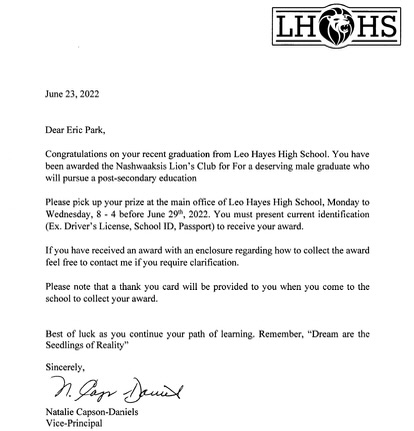 LH HS
June 23, 2022
Dear Eric Park,
Congratulations on your recent graduation from Leo Hayes High School. You have
been awarded the Nashwaaksis Lion's Club for For a deserving male graduate who
will pursue a post-secondary education
Please pick up your prize at the main office of Leo Hayes High School, Monday to
Wednesday, 8 - 4 before June 29th, 2022. You must present current identification
(Ex. Driver's License, School ID, Passport) to receive your award.
If you have received an award with an enclosure regarding how to collect the award
feel free to contact me if you require clarification.
Please note that a thank you card will be provided to you when you come to the
school to collect your award.
Best of luck as you continue your path of learning. Remember, "Dream are the
Seedlings of Reality"
Sincerely,
N. Caps Daniel
Natalie Capson-Daniels
Vice-Principal